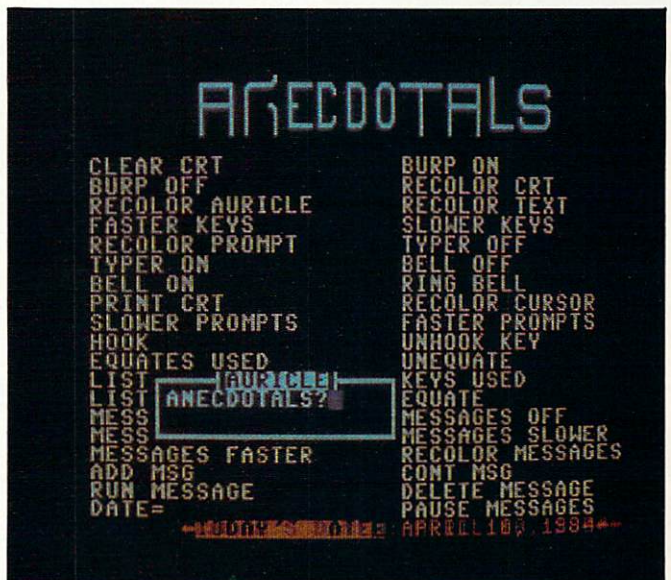 ANECDOTALS
CLEAR CRT
BURP OFF
RECOLOR AURICLE
FASTER KEYS
RECOLOR PROMPT
TYPER ON
BELL ON
PRINT CRT
SLOWER PROMPTS
HOOK
EQUATES USED
LIST
LIST
MESS
MESS
MESSAGES FASTER
ADD MSG
RUN MESSAGE
DATE=
BURP ON
RECOLOR CRT
RECOLOR TEXT
SLOWER KEYS
TYPER OFF
BELL OFF
RING BELL
RECOLOR CURSOR
FASTER PROMPTS
UNHOOK KEY
UNEQUATE
KEYS USED
EQUATE
MESSAGES OFF
MESSAGES SLOWER
RECOLOR MESSAGES
CONT MSG
DELETE MESSAGE
PAUSE MESSAGES
AURICLE
ANECDOTALS?
TODAY'S DATE